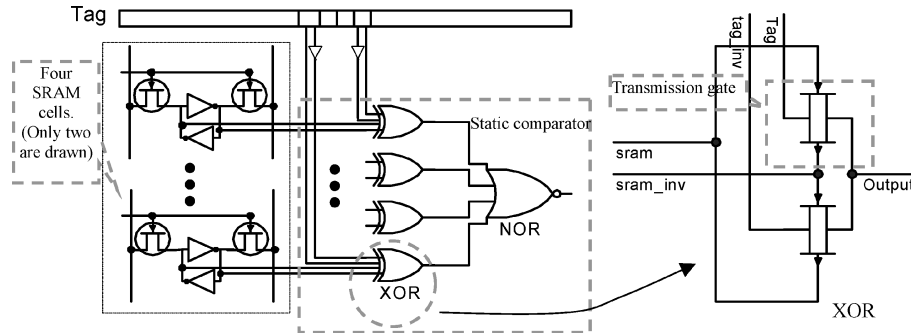 Tag
Four
SRAM
cells.
(Only two
are drawn)
Static comparator
NOR
XOR
tag_inv
Tag
Transmission gate
sram
sram_inv
Output
XOR